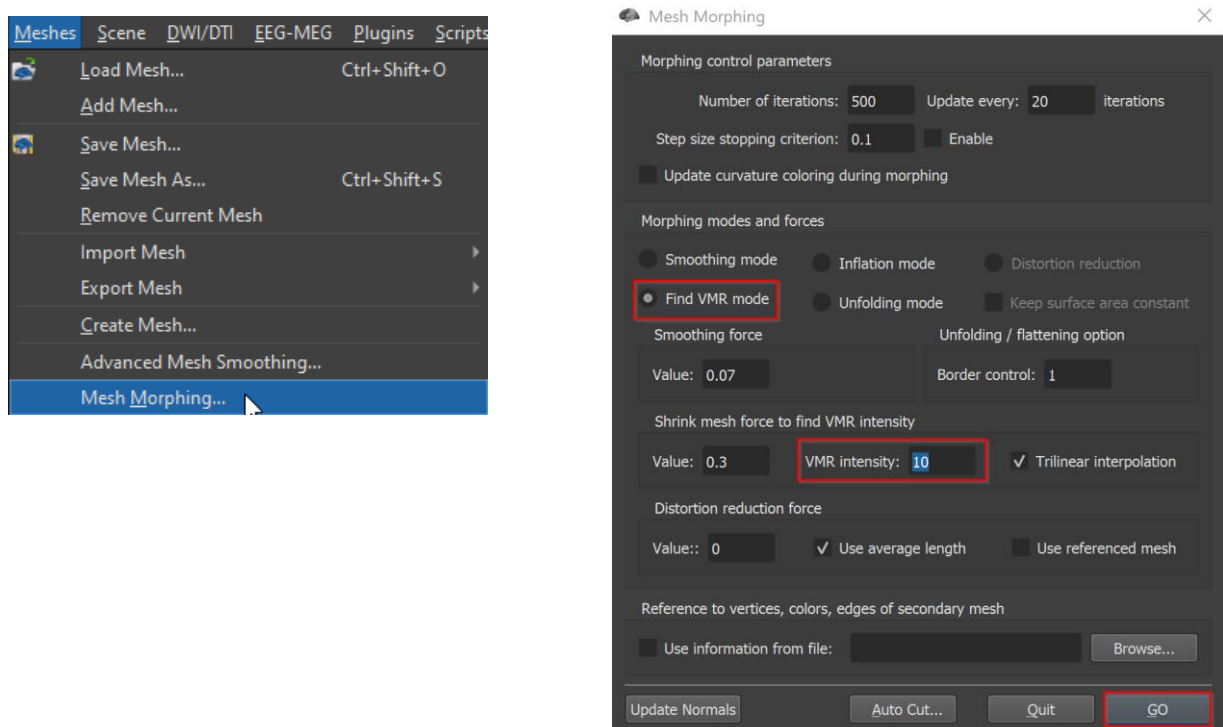 Meshes Scene DWI/DTI EEG-MEG Plugins Scripts
Load Mesh... Ctrl+Shift+O
Add Mesh...
Save Mesh...
Save Mesh As... Ctrl+Shift+S
Remove Current Mesh
Import Mesh
Export Mesh
Create Mesh...
Advanced Mesh Smoothing...
Mesh Morphing...
Mesh Morphing
Morphing control parameters
Number of iterations: 500 Update every: 20 iterations
Step size stopping criterion: 0.1 Enable
Update curvature coloring during morphing
Morphing modes and forces
Smoothing mode Inflation mode Distortion reduction
Find VMR mode Unfolding mode Keep surface area constant
Smoothing force Unfolding / flattening option
Value: 0.07 Border control: 1
Shrink mesh force to find VMR intensity
Value: 0.3 VMR intensity: 10 Trilinear interpolation
Distortion reduction force
Value:: 0 Use average length Use referenced mesh
Reference to vertices, colors, edges of secondary mesh
Use information from file: Browse...
Update Normals Auto Cut... Quit GO